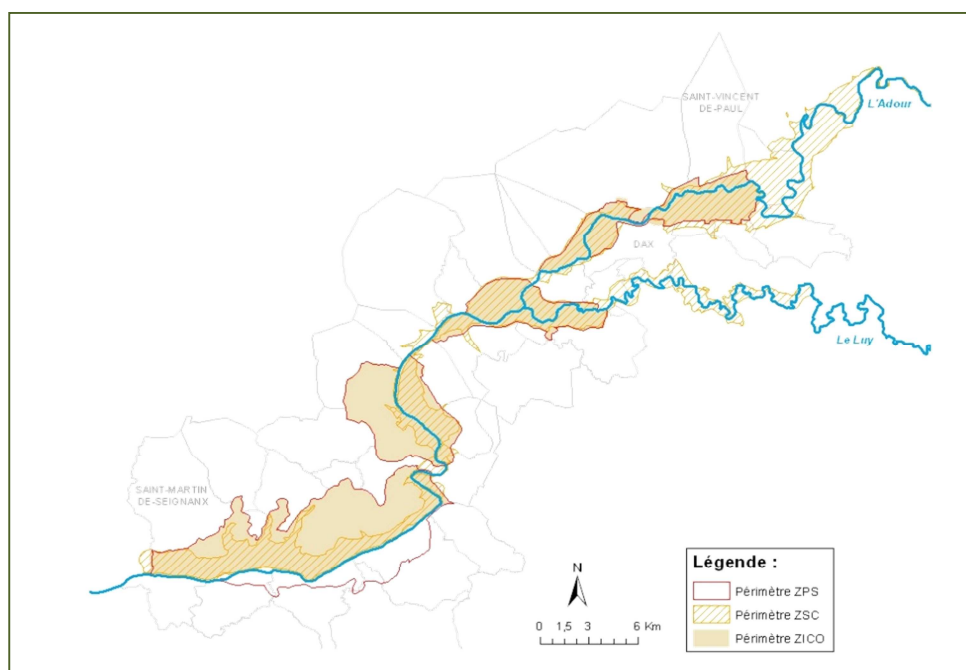 SAINT-VINCENT
DE-PAUL
L'Adour
DAX
Le Luy
SAINT-MARTIN
DE-SEIGNANX
N
0 1,5 3 6 Km
Légende :
Périmètre ZPS
Périmètre ZSC
Périmètre ZICO